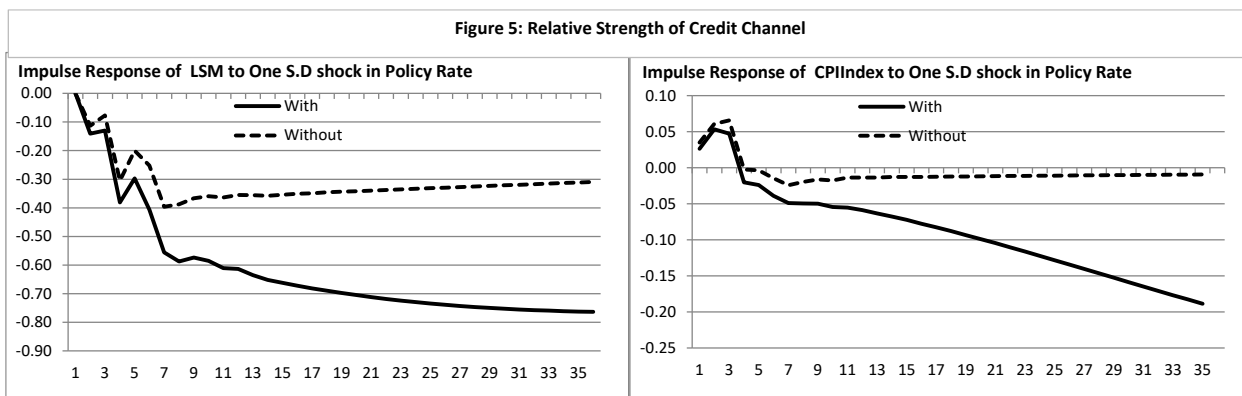 Figure 5: Relative Strength of Credit Channel
Impulse Response of LSM to One S.D shock in Policy Rate
0.00
-0.10
-0.20
-0.30
-0.40
-0.50
-0.60
-0.70
-0.80
-0.90
With
Without
1 3 5 7 9 11 13 15 17 19 21 23 25 27 29 31 33 35
Impulse Response of CPIIndex to One S.D shock in Policy Rate
0.10
0.05
0.00
-0.05
-0.10
-0.15
-0.20
-0.25
With
Without
1 3 5 7 9 11 13 15 17 19 21 23 25 27 29 31 33 35